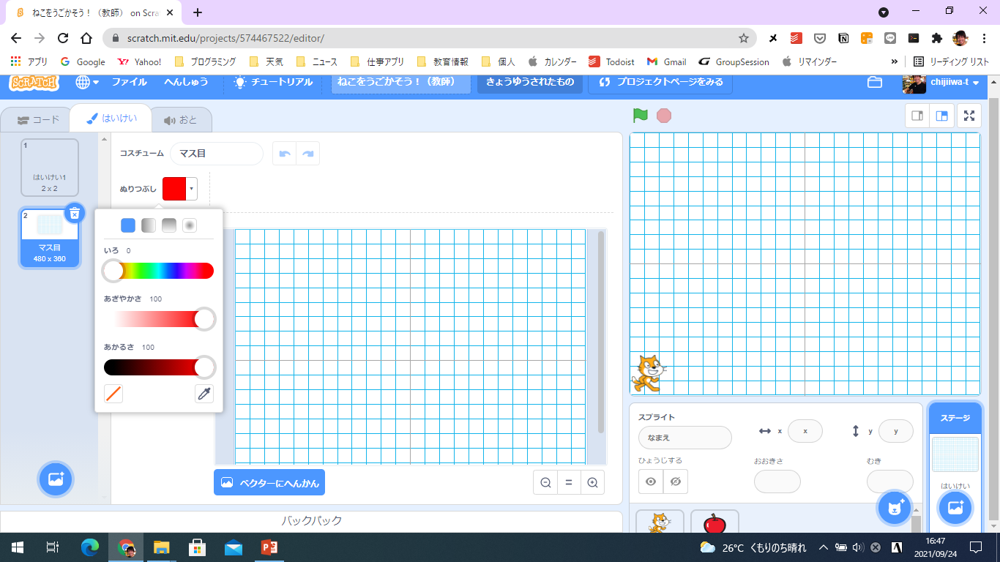 ねこをうごかそう！（教師） on Scra
scratch.mit.edu/projects/574467522/editor/
アプリ Google Yahoo! プログラミング 天気 ニュース 仕事アプリ 教育情報 個人 カレンダー Todoist Gmail GroupSession リマインダー » リーディング リスト
SCRATCH ファイル へんしゅう チュートリアル ねこをうごかそう！（教師） きょうゆうされたもの プロジェクトページをみる chijiiwa-t
コード はいけい おと
1
はいけい1
2 x 2
2
マス目
480 x 360
コスチューム マス目
ぬりつぶし
いろ 0
あざやかさ 100
あかるさ 100
ベクターにへんかん
バックパック
スプライト
なまえ
x x
y y
ひょうじする
おおきさ
むき
ステージ
はいけい
26°C くもりのち晴れ
A
16:47
2021/09/24